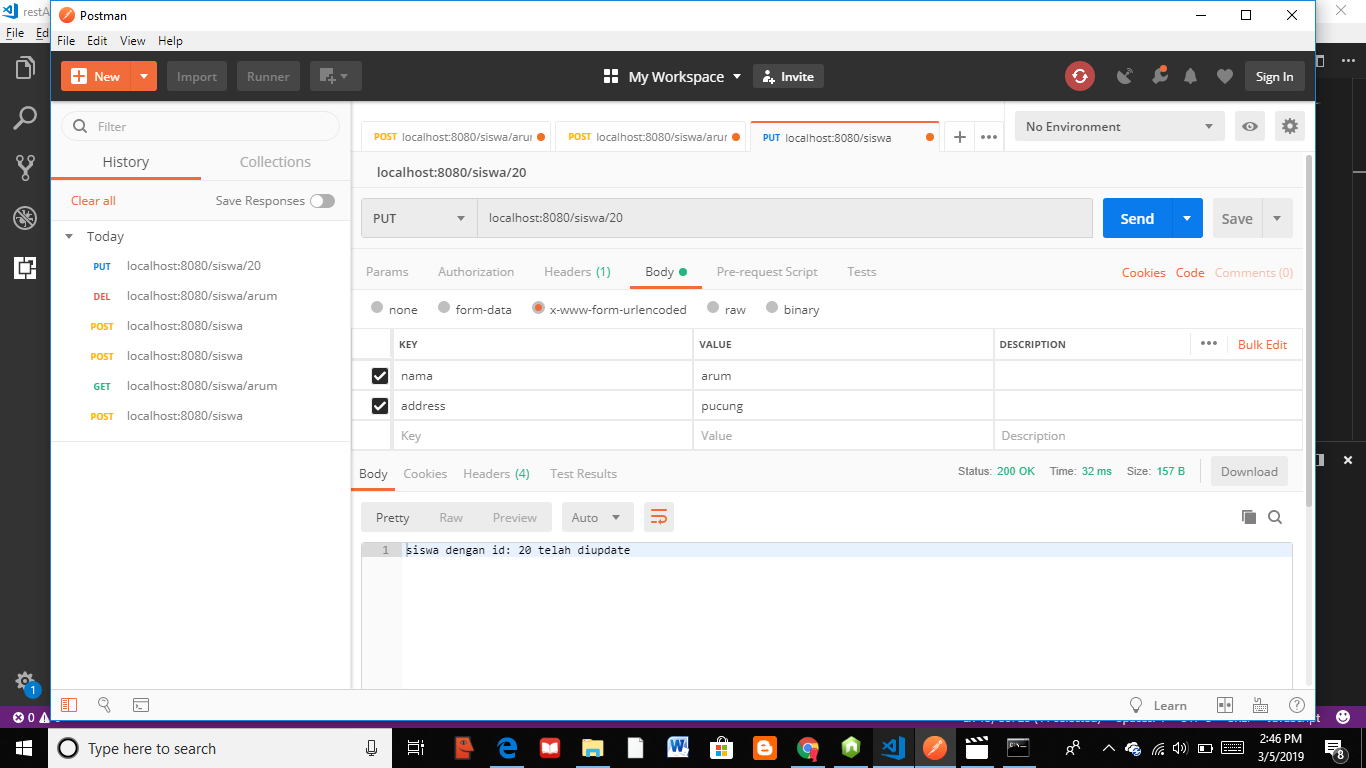 restA
Postman
File Ed
File Edit View Help
New Import Runner My Workspace Invite Sign In
Filter
History Collections
Clear all Save Responses
Today
PUT localhost:8080/siswa/20
DEL localhost:8080/siswa/arum
POST localhost:8080/siswa
POST localhost:8080/siswa
GET localhost:8080/siswa/arum
POST localhost:8080/siswa
POST localhost:8080/siswa/arur POST localhost:8080/siswa/arur PUT localhost:8080/siswa + ••• No Environment
localhost:8080/siswa/20
PUT localhost:8080/siswa/20 Send Save
Params Authorization Headers (1) Body Pre-request Script Tests Cookies Code Comments (0)
none form-data x-www-form-urlencoded raw binary
KEY VALUE DESCRIPTION ••• Bulk Edit
nama arum
address pucung
Key Value Description
Body Cookies Headers (4) Test Results Status: 200 OK Time: 32 ms Size: 157 B Download
Pretty Raw Preview Auto
1 siswa dengan id: 20 telah diupdate
1
Learn
0
Type here to search
2:46 PM
3/5/2019
8